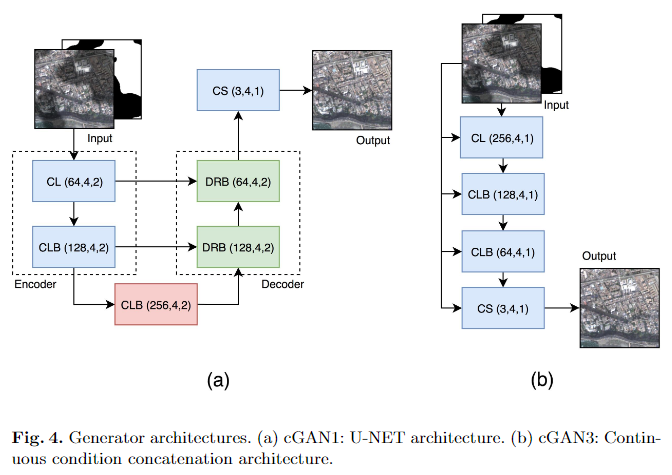 Input
CS (3,4,1)
Output
CL (64,4,2)
DRB (64,4,2)
CLB (128,4,2)
DRB (128,4,2)
Encoder
Decoder
CLB (256,4,2)
(a)
Input
CL (256,4,1)
CLB (128,4,1)
CLB (64,4,1)
Output
CS (3,4,1)
(b)
Fig. 4. Generator architectures. (a) cGAN1: U-NET architecture. (b) cGAN3: Contin-
uous condition concatenation architecture.